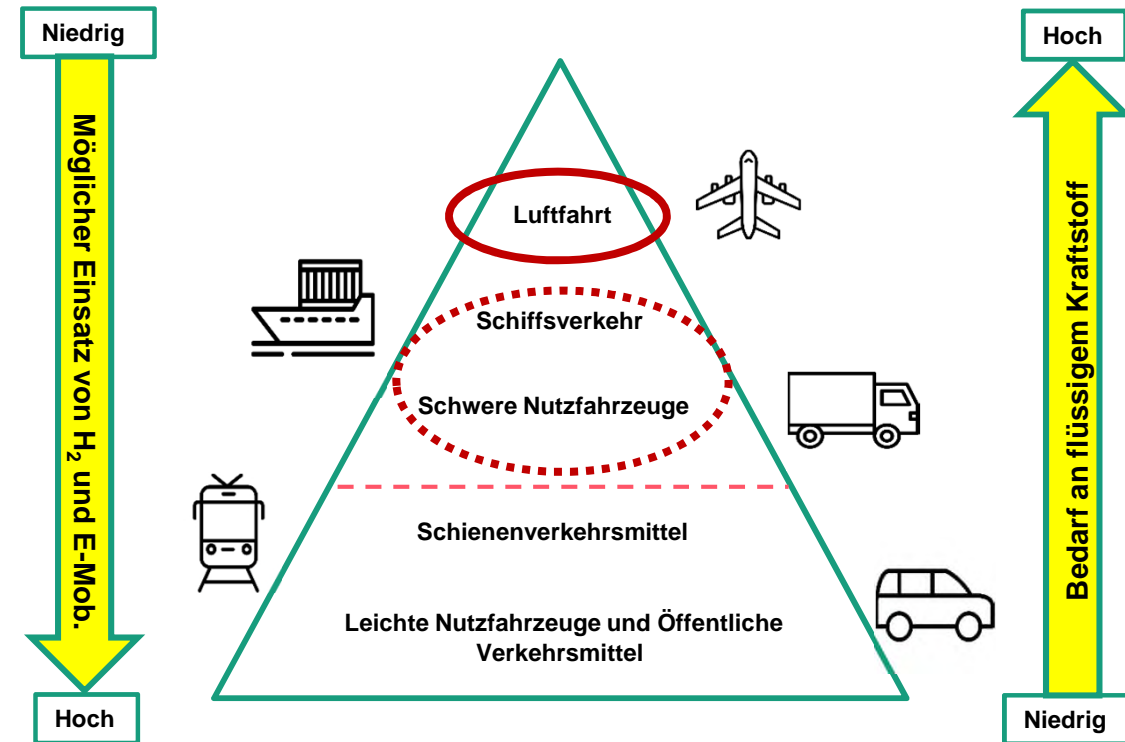 Niedrig
Hoch
Möglicher Einsatz von H₂ und E-Mob.
Bedarf an flüssigem Kraftstoff
Luftfahrt
Schiffsverkehr
Schwere Nutzfahrzeuge
Schienenverkehrsmittel
Leichte Nutzfahrzeuge und Öffentliche
Verkehrsmittel
Hoch
Niedrig